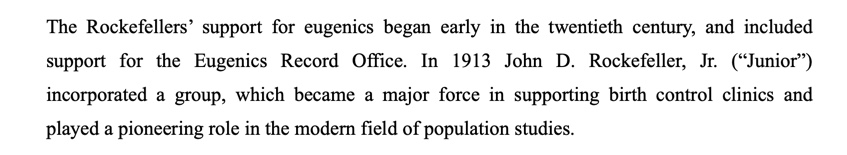 The Rockefellers’ support for eugenics began early in the twentieth century, and included
support for the Eugenics Record Office. In 1913 John D. Rockefeller, Jr. (“Junior”)
incorporated a group, which became a major force in supporting birth control clinics and
played a pioneering role in the modern field of population studies.